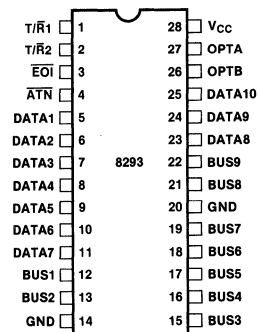 T/R̅1 1 28 VCC
T/R̅2 2 27 OPTA
E̅O̅I̅ 3 26 OPTB
A̅T̅N̅ 4 25 DATA10
DATA1 5 24 DATA9
DATA2 6 23 DATA8
DATA3 7 8293 22 BUS9
DATA4 8 21 BUS8
DATA5 9 20 GND
DATA6 10 19 BUS7
DATA7 11 18 BUS6
BUS1 12 17 BUS5
BUS2 13 16 BUS4
GND 14 15 BUS3